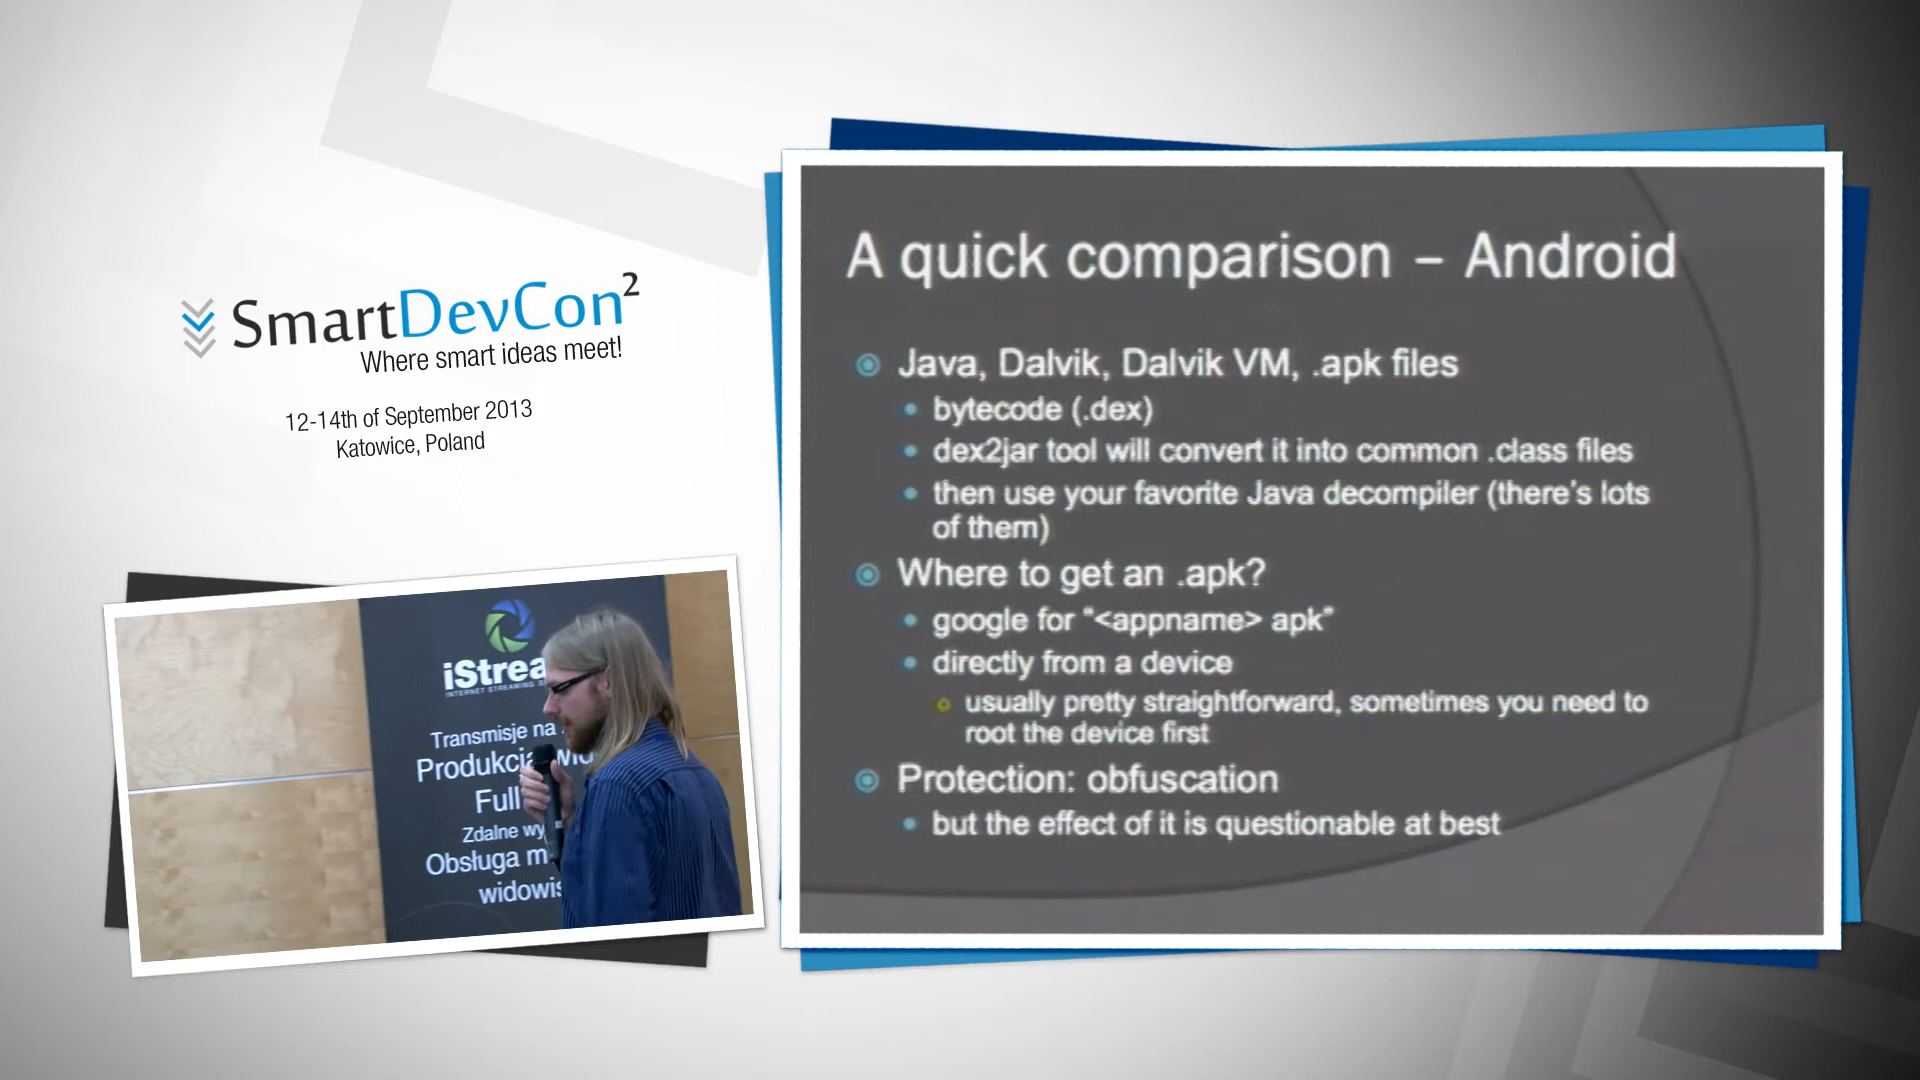 SmartDevCon²
Where smart ideas meet!
12-14th of September 2013
Katowice, Poland
iStrea
INTERNET STREAMING
Transmisje na
Produkcja
Full
Zdalne
Obsługa
A quick comparison – Android
Java, Dalvik, Dalvik VM, .apk files
bytecode (.dex)
dex2jar tool will convert it into common .class files
then use your favorite Java decompiler (there's lots
of them)
Where to get an .apk?
google for "<appname> apk"
directly from a device
usually pretty straightforward, sometimes you need to
root the device first
Protection: obfuscation
but the effect of it is questionable at best